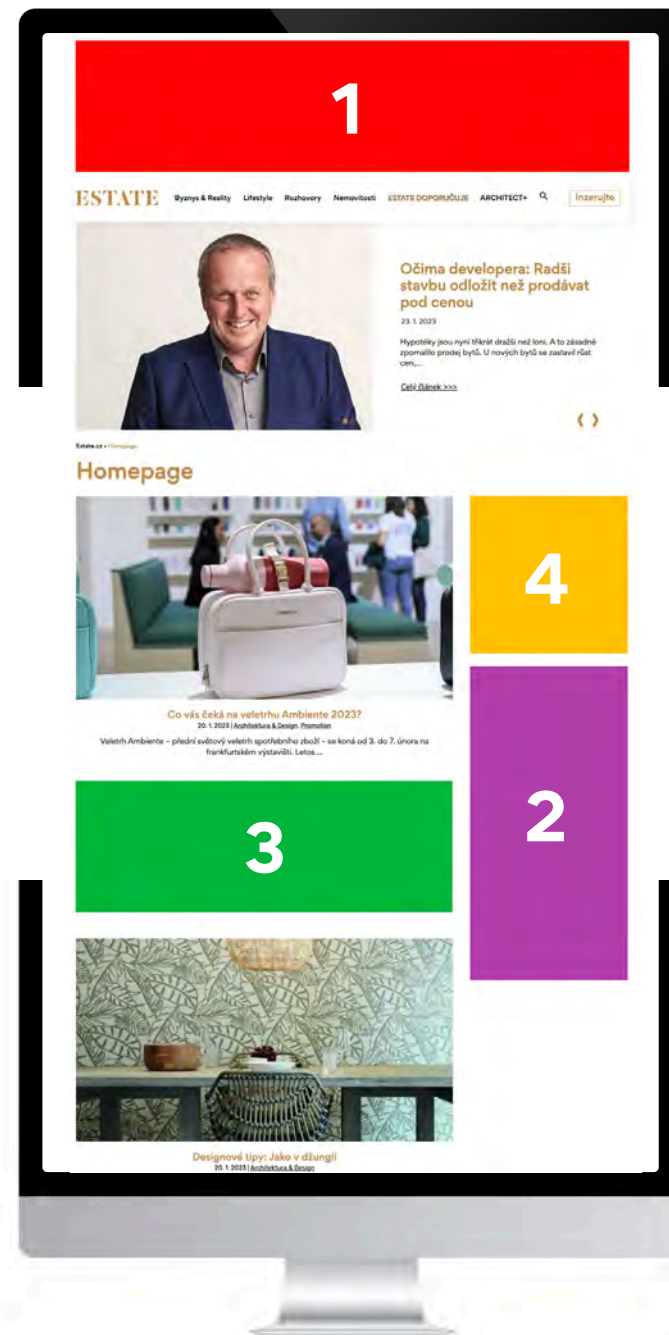 1
ESTATE
Byznys & Reality Lifestyle Rozhovory Nemovitosti ESTATE DOPORUČUJE ARCHITECT+ Inzerujte
Očima developera: Radši
stavbu odložit než prodávat
pod cenou
23. 1. 2023
Hypotéky jsou nyní třikrát dražší než loni. A to zásadně
zpomalilo prodej bytů. U nových bytů se zastavil růst
cen,...
Celý článek >>>
Estate.cz » Homepage
Homepage
4
Co vás čeká na veletrhu Ambiente 2023?
20. 1. 2023 | Architektura & Design, Promotion
Veletrh Ambiente – přední světový veletrh spotřebního zboží – se koná od 3. do 7. února na
frankfurtském výstavišti. Letos ...
2
3
Designové tipy: Jako v džungli
20. 1. 2023 | Architektura & Design